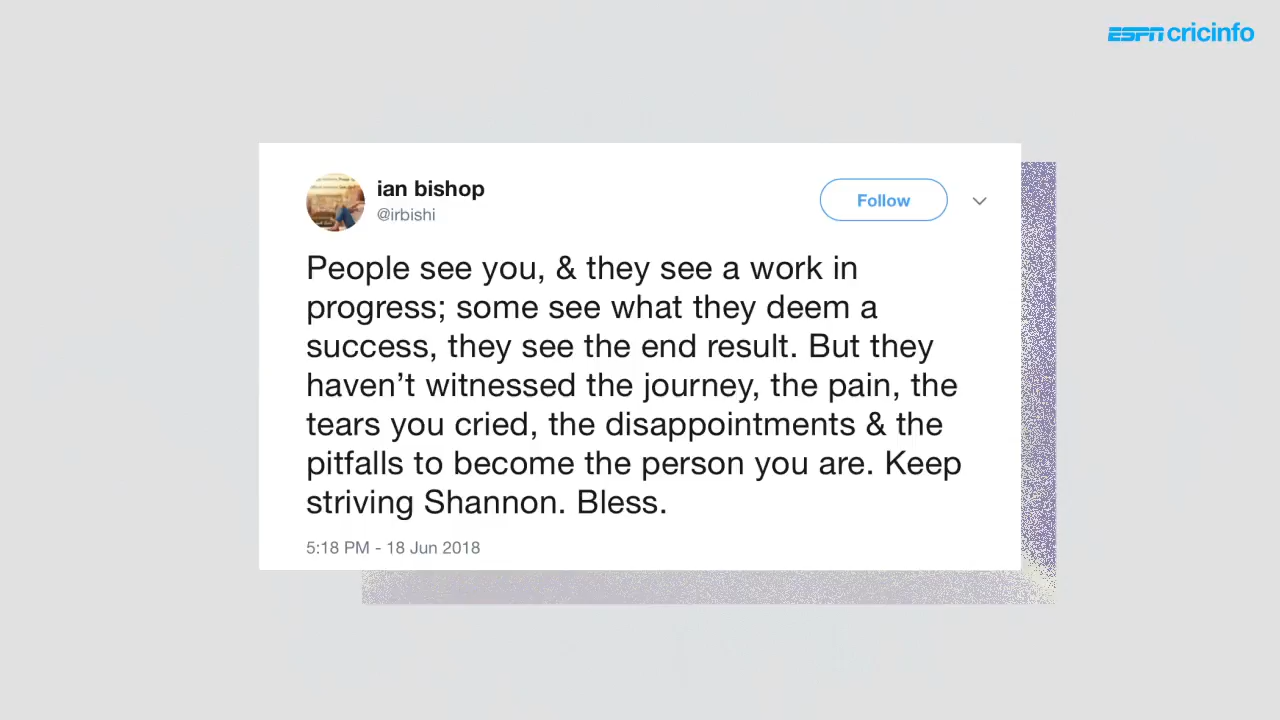 ESPN cricinfo
ian bishop
@irbishi
Follow
People see you, & they see a work in
progress; some see what they deem a
success, they see the end result. But they
haven’t witnessed the journey, the pain, the
tears you cried, the disappointments & the
pitfalls to become the person you are. Keep
striving Shannon. Bless.
5:18 PM - 18 Jun 2018